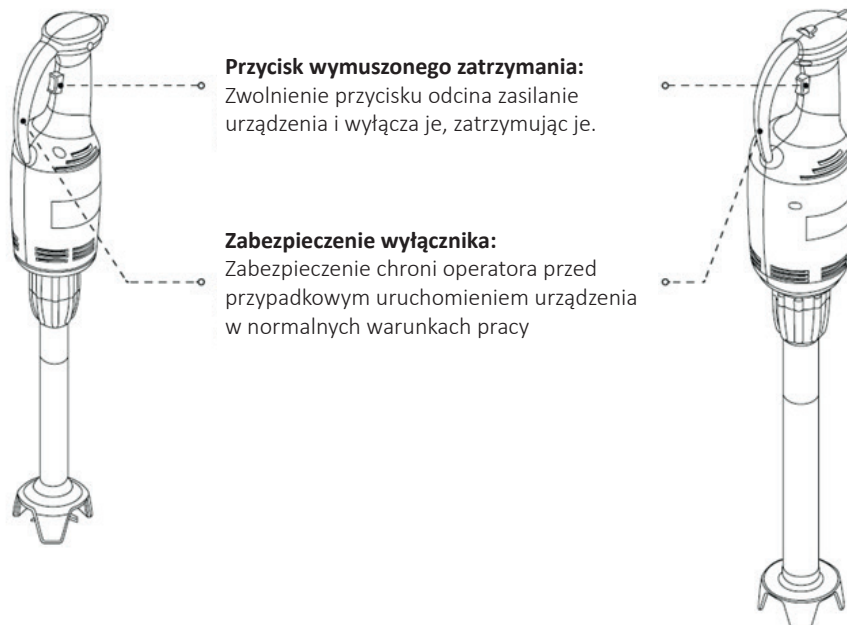 Przycisk wymuszonego zatrzymania:
Zwolnienie przycisku odcina zasilanie
urządzenia i wyłącza je, zatrzymując je.
Zabezpieczenie wyłącznika:
Zabezpieczenie chroni operatora przed
przypadkowym uruchomieniem urządzenia
w normalnych warunkach pracy